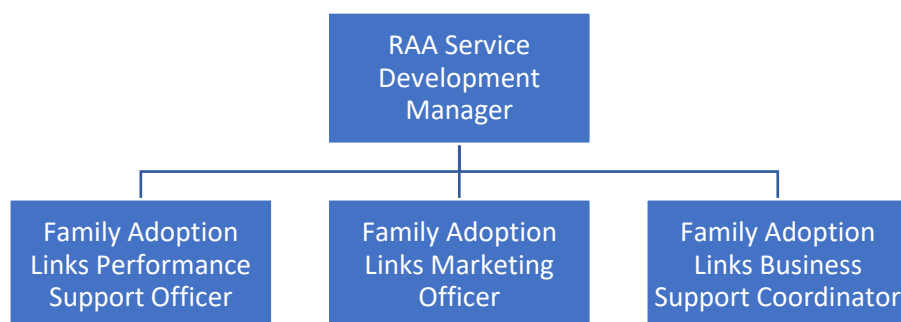 RAA Service
Development
Manager
Family Adoption
Links Performance
Support Officer
Family Adoption
Links Marketing
Officer
Family Adoption
Links Business
Support Coordinator